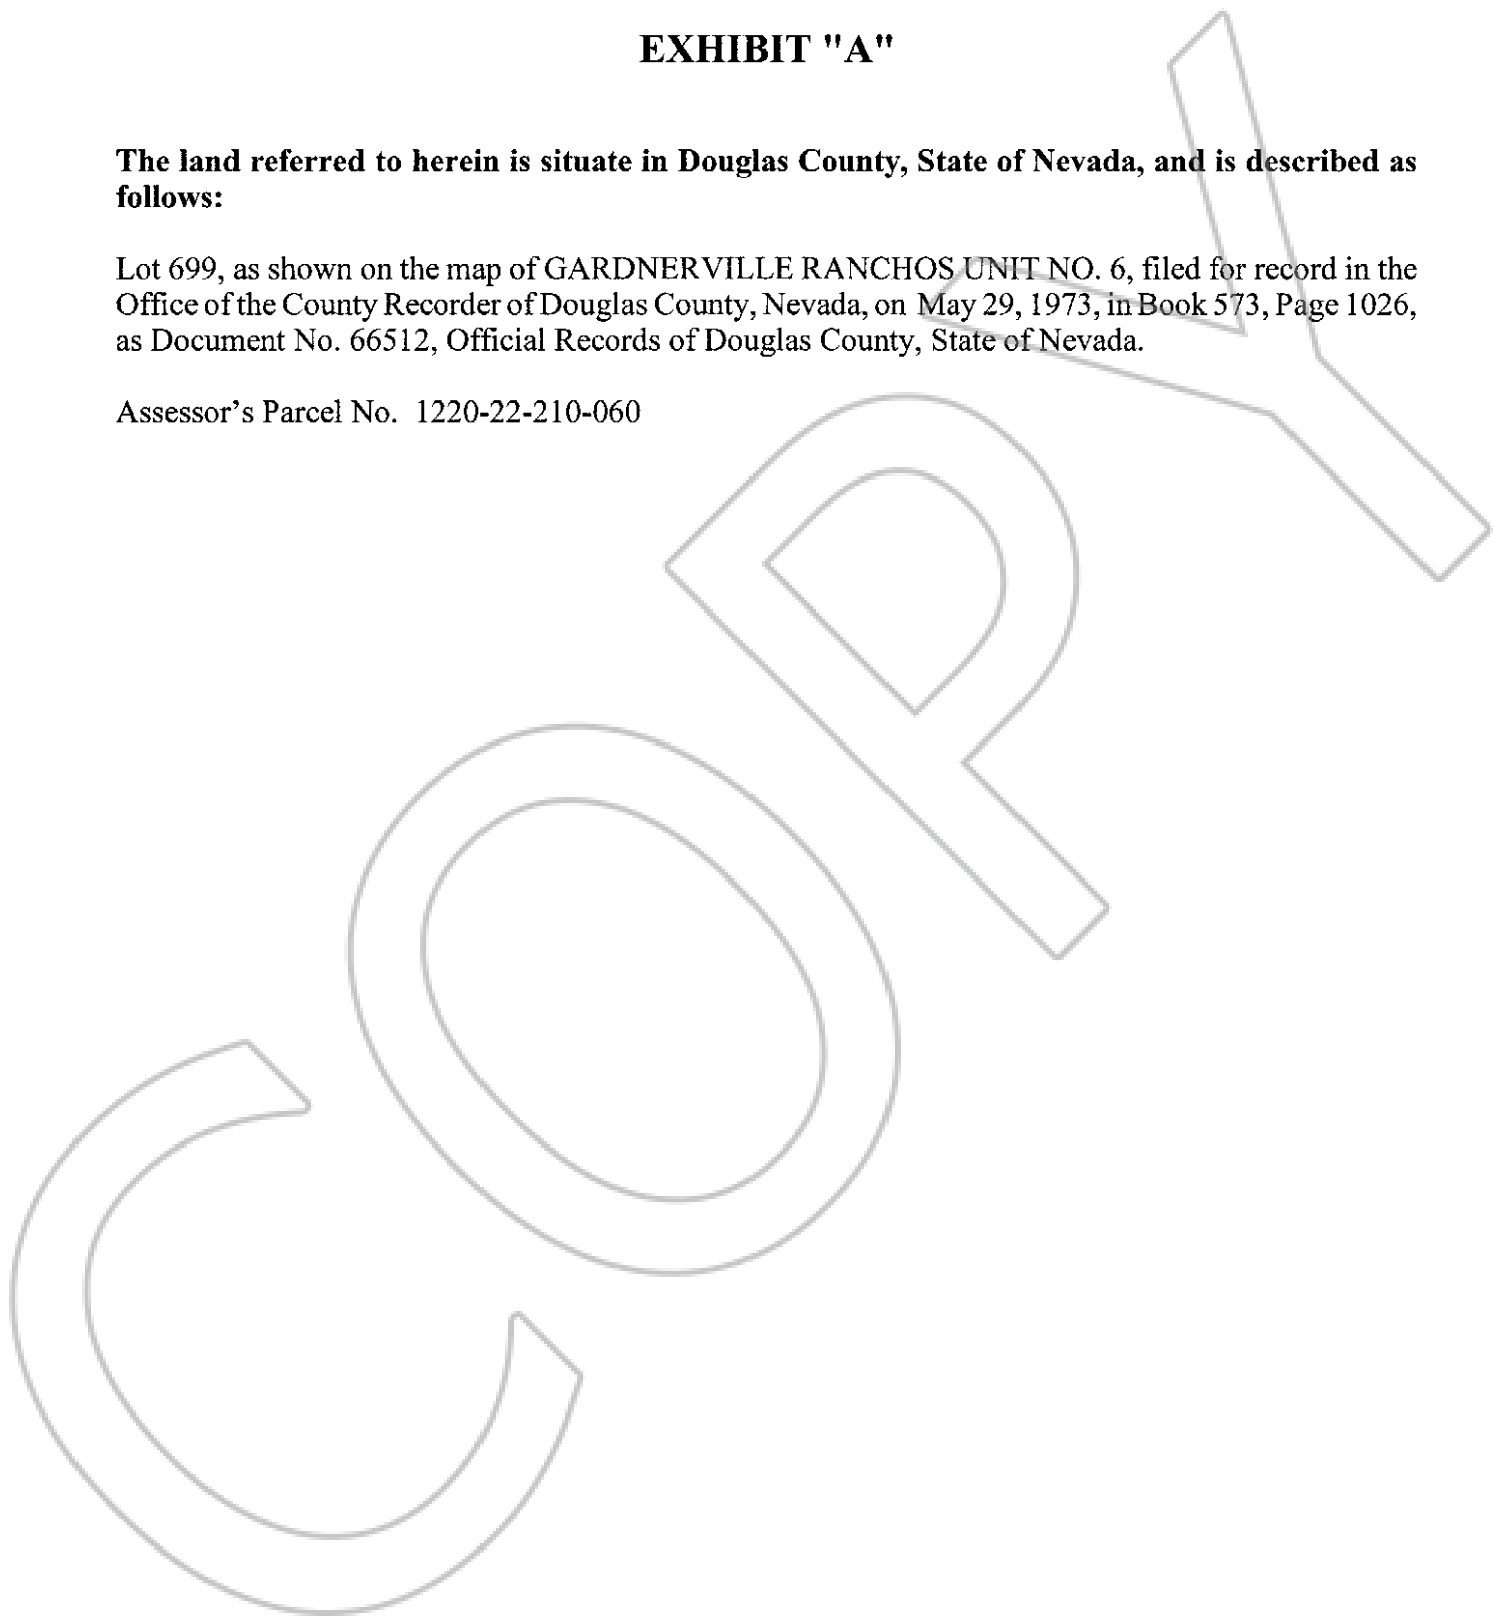 EXHIBIT "A"
The land referred to herein is situate in Douglas County, State of Nevada, and is described as
follows:
Lot 699, as shown on the map of GARDNERVILLE RANCHOS UNIT NO. 6, filed for record in the
Office of the County Recorder of Douglas County, Nevada, on May 29, 1973, in Book 573, Page 1026,
as Document No. 66512, Official Records of Douglas County, State of Nevada.
Assessor’s Parcel No. 1220-22-210-060
COPY